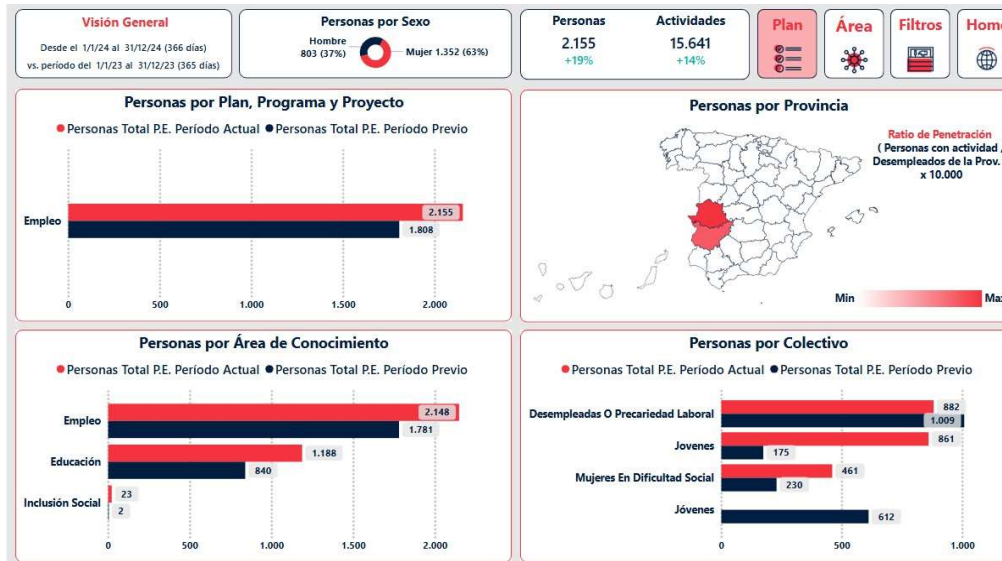 Visión General
Desde el 1/1/24 al 31/12/24 (366 días)
vs. período del 1/1/23 al 31/12/23 (365 días)
Personas por Sexo
Hombre
803 (37%)
Mujer 1.352 (63%)
Personas
2.155
+19%
Actividades
15.641
+14%
Plan
Área
Filtros
Home
Personas por Plan, Programa y Proyecto
Personas Total P.E. Período Actual
Personas Total P.E. Período Previo
Empleo
2.155
1.808
0
500
1.000
1.500
2.000
Personas por Provincia
Ratio de Penetración
( Personas con actividad /
Desempleados de la Prov.
x 10.000
Min
Max
Personas por Área de Conocimiento
Personas Total P.E. Período Actual
Personas Total P.E. Período Previo
Empleo
2.148
1.781
Educación
1.188
840
Inclusión Social
23
2
0
500
1.000
1.500
2.000
Personas por Colectivo
Personas Total P.E. Período Actual
Personas Total P.E. Período Previo
Desempleadas O Precariedad Laboral
882
1.009
Jovenes
861
175
Mujeres En Dificultad Social
461
230
Jóvenes
612
0
500
1.000